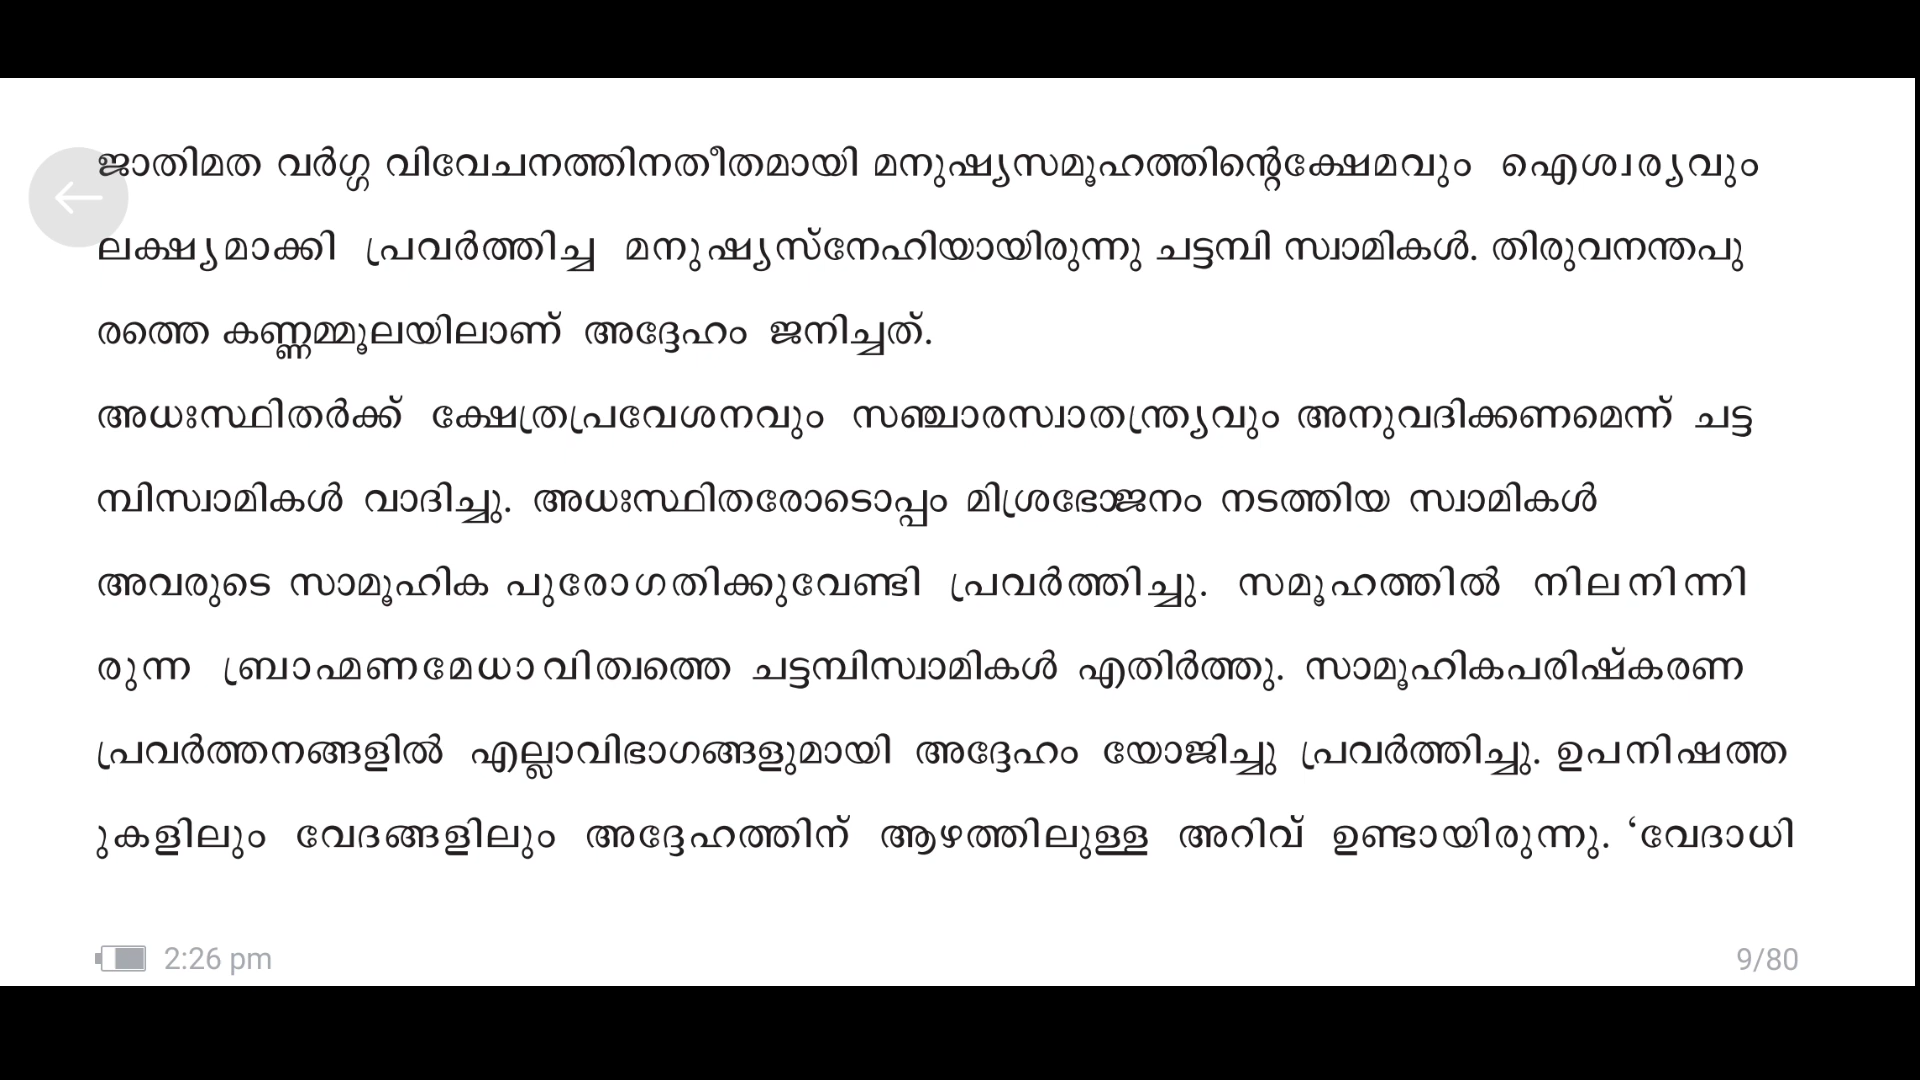 ജാതിമത വർഗ്ഗ വിവേചനത്തിനതീതമായി മനുഷ്യസമൂഹത്തിന്റെക്ഷേമവും ഐശ്വര്യവും
ലക്ഷ്യമാക്കി പ്രവർത്തിച്ച മനുഷ്യസ്നേഹിയായിരുന്നു ചട്ടമ്പി സ്വാമികൾ. തിരുവനന്തപു
രത്തെ കണ്ണമ്മൂലയിലാണ് അദ്ദേഹം ജനിച്ചത്.
അധഃസ്ഥിതർക്ക് ക്ഷേത്രപ്രവേശനവും സഞ്ചാരസ്വാതന്ത്ര്യവും അനുവദിക്കണമെന്ന് ചട്ട
മ്പിസ്വാമികൾ വാദിച്ചു. അധഃസ്ഥിതരോടൊപ്പം മിശ്രഭോജനം നടത്തിയ സ്വാമികൾ
അവരുടെ സാമൂഹിക പുരോഗതിക്കുവേണ്ടി പ്രവർത്തിച്ചു. സമൂഹത്തിൽ നിലനിന്നി
രുന്ന ബ്രാഹ്മണമേധാവിത്വത്തെ ചട്ടമ്പിസ്വാമികൾ എതിർത്തു. സാമൂഹികപരിഷ്കരണ
പ്രവർത്തനങ്ങളിൽ എല്ലാവിഭാഗങ്ങളുമായി അദ്ദേഹം യോജിച്ചു പ്രവർത്തിച്ചു. ഉപനിഷത്ത
ുകളിലും വേദങ്ങളിലും അദ്ദേഹത്തിന് ആഴത്തിലുള്ള അറിവ് ഉണ്ടായിരുന്നു. ‘വേദാധി
2:26 pm
9/80